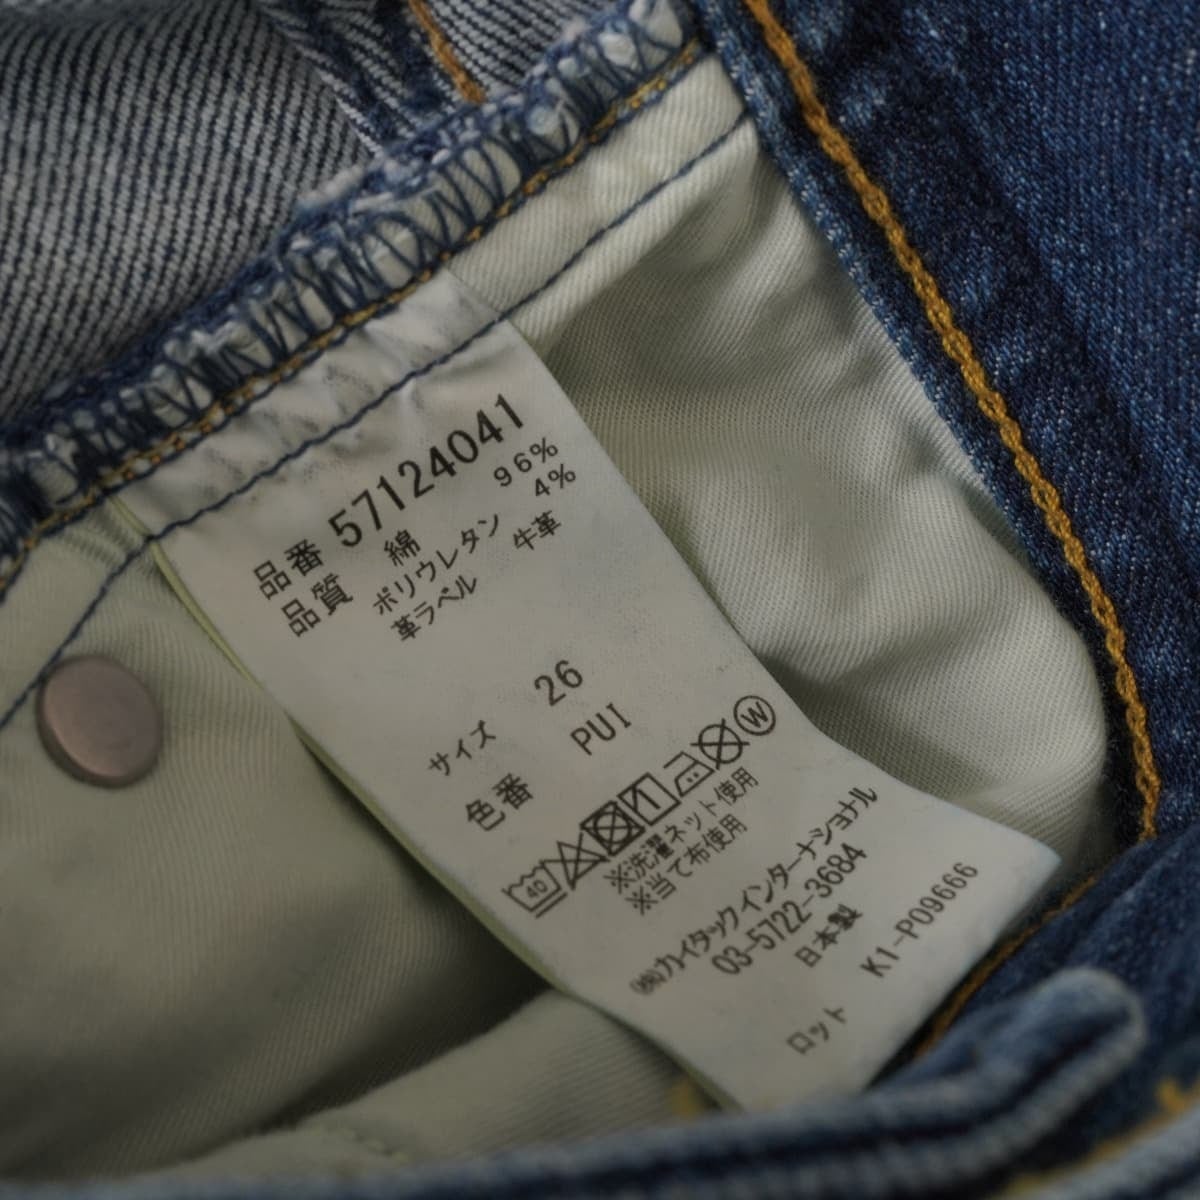 品番 57124041
品質 綿 96%
ポリウレタン 4%
革ラベル 牛革
サイズ 26
色番 PUI
40 W
※洗濯ネット使用
※当て布使用
㈱カイタックインターナショナル
03-5722-3684
日本製
ロット K1-P09666